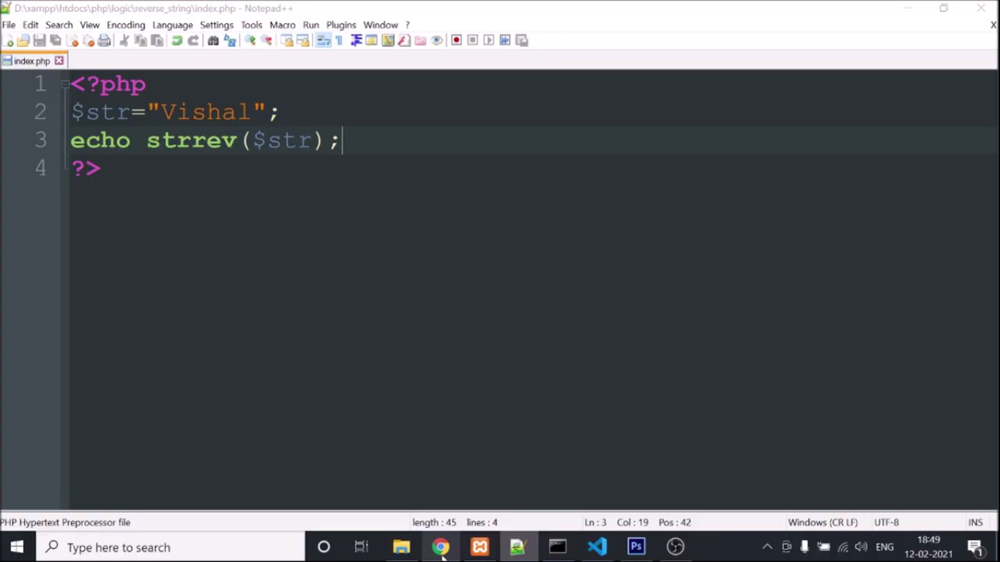 D:\xampp\htdocs\php\logic\reverse_string\index.php - Notepad++
File Edit Search View Encoding Language Settings Tools Macro Run Plugins Window ? X
index.php
1 <?php
2 $str="Vishal";
3 echo strrev($str);
4 ?>
PHP Hypertext Preprocessor file length : 45 lines : 4 Ln : 3 Col : 19 Pos : 42 Windows (CR LF) UTF-8 INS
Type here to search Ps ENG 18:49
12-02-2021 1